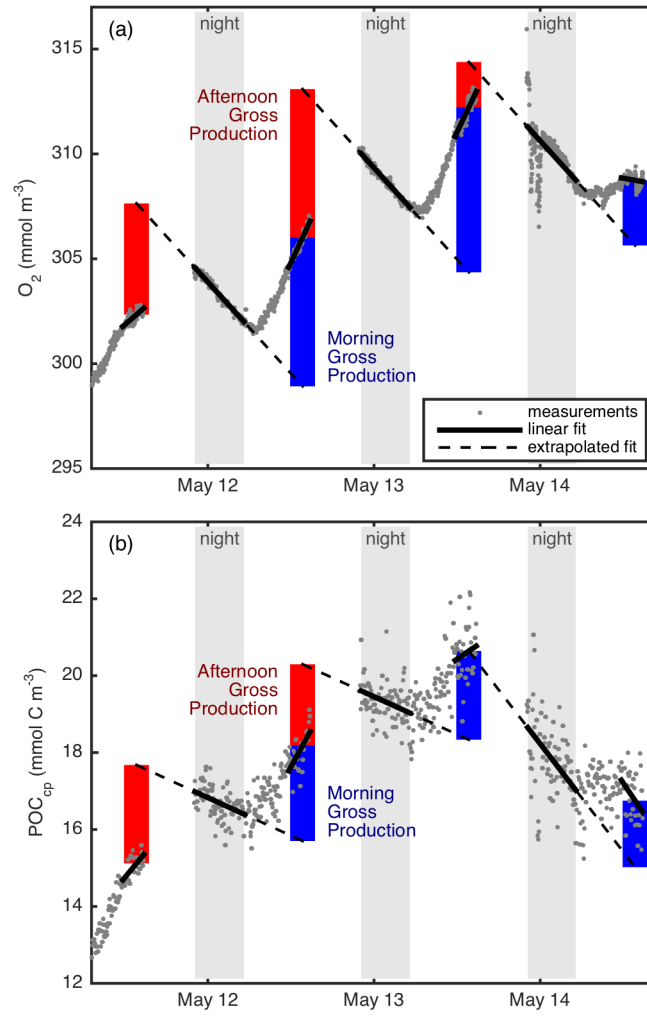 (a)
night
night
night
315
310
305
300
295
O2 (mmol m-3)
Afternoon
Gross
Production
Morning
Gross
Production
measurements
linear fit
extrapolated fit
May 12
May 13
May 14
(b)
night
night
night
24
22
20
18
16
14
12
POCcp (mmol C m-3)
Afternoon
Gross
Production
Morning
Gross
Production
May 12
May 13
May 14